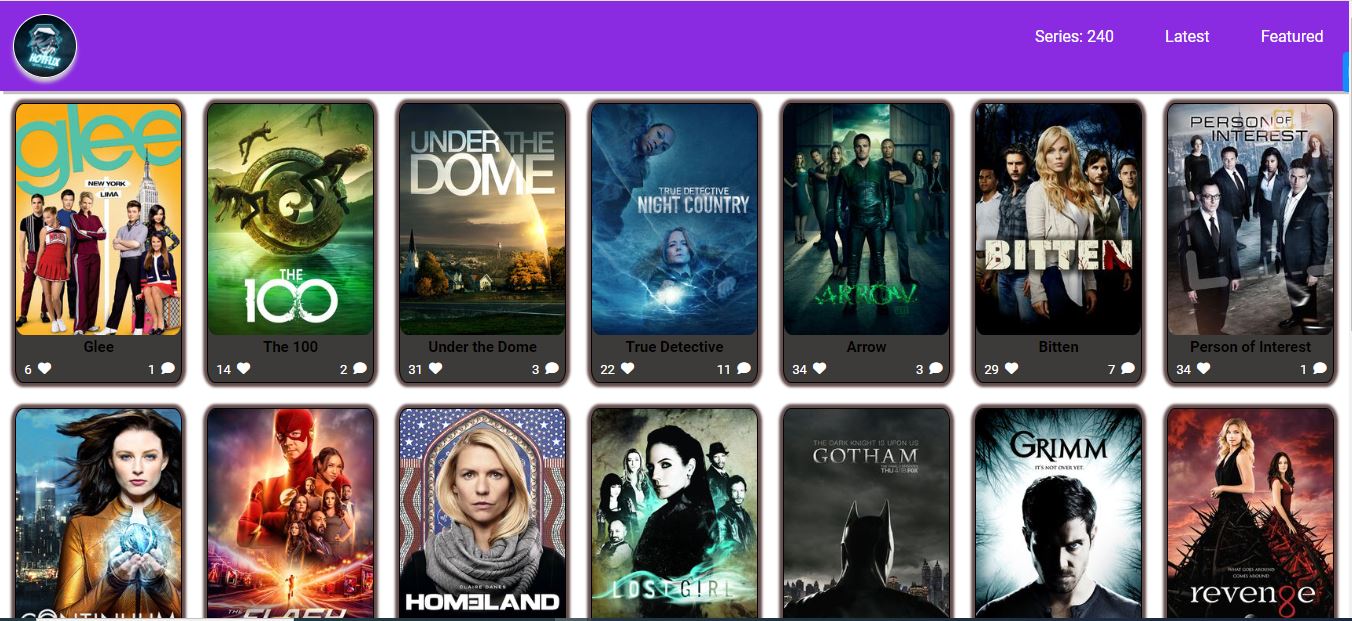 HOTFLIX
Series: 240
Latest
Featured
glee
NEW YORK
LIMA
Glee
6
1
THE
100
The 100
14
2
UNDER THE
DOME
Under the Dome
31
3
TRUE DETECTIVE
NIGHT COUNTRY
True Detective
22
11
ARROW
Arrow
34
3
BITTEN
Bitten
29
7
PERSON OF
INTEREST
Person of Interest
34
1
CONTINUUM
THE
FLASH
CLAIRE DANES
HOMELAND
LOST GIRL
THE DARK KNIGHT IS UPON US
GOTHAM
THU 4/18 FOX
GRIMM
IT'S NOT OVER YET.
WHAT GOES AROUND
COMES AROUND
revenge